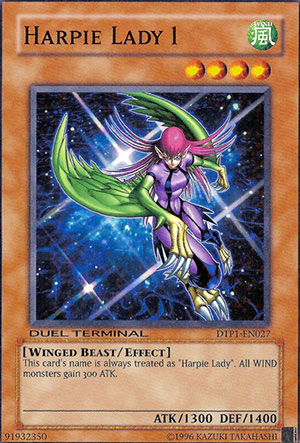 HARPIE LADY 1
WIND
風
DUEL TERMINAL DTP1-EN027
[WINGED BEAST/EFFECT]
This card's name is always treated as "Harpie Lady". All WIND
monsters gain 300 ATK.
ATK/1300 DEF/1400
91932350 ©1996 KAZUKI TAKAHASHI